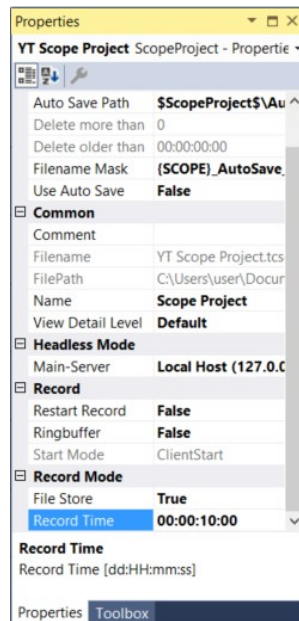 Properties
YT Scope Project ScopeProject - Propertie
Auto Save Path $ScopeProject$\Au
Delete more than 0
Delete older than 00:00:00:00
Filename Mask {SCOPE}_AutoSave_
Use Auto Save False
Common
Comment
Filename YT Scope Project.tcs
FilePath C:\Users\user\Docum
Name Scope Project
View Detail Level Default
Headless Mode
Main-Server Local Host (127.0.0
Record
Restart Record False
Ringbuffer False
Start Mode ClientStart
Record Mode
File Store True
Record Time 00:00:10:00
Record Time
Record Time [dd:HH:mm:ss]
Properties Toolbox